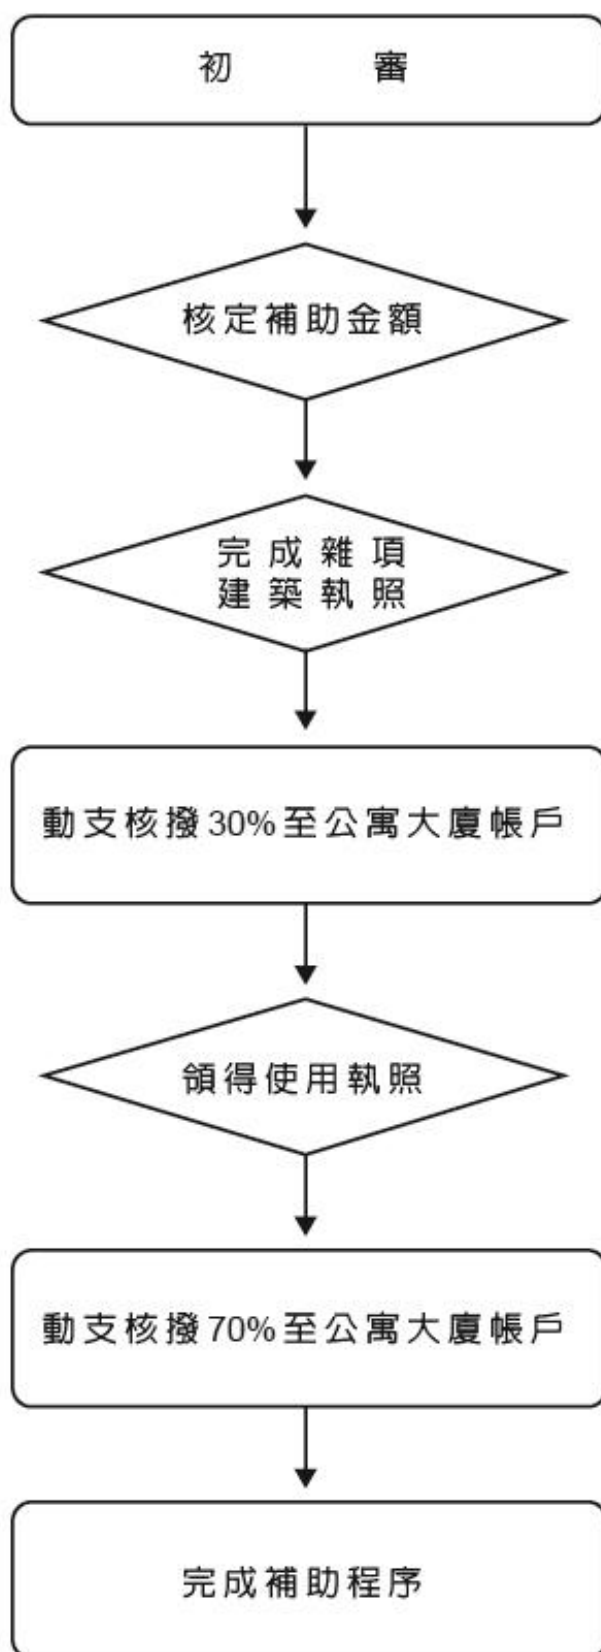 初審
核定補助金額
完成雜項
建築執照
動支核撥30%至公寓大廈帳戶
領得使用執照
動支核撥70%至公寓大廈帳戶
完成補助程序